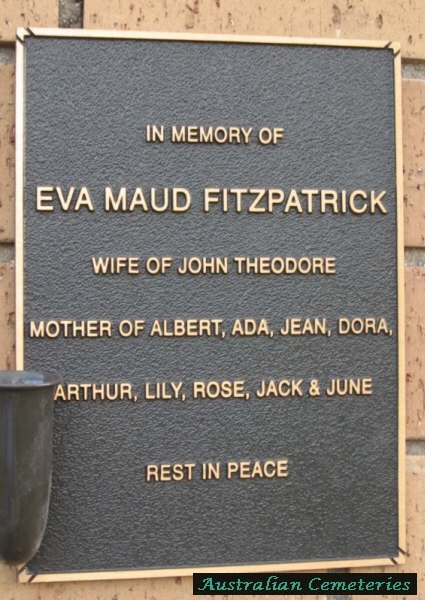 IN MEMORY OF
EVA MAUD FITZPATRICK
WIFE OF JOHN THEODORE
MOTHER OF ALBERT, ADA, JEAN, DORA,
ARTHUR, LILY, ROSE, JACK & JUNE
REST IN PEACE
Australian Cemeteries